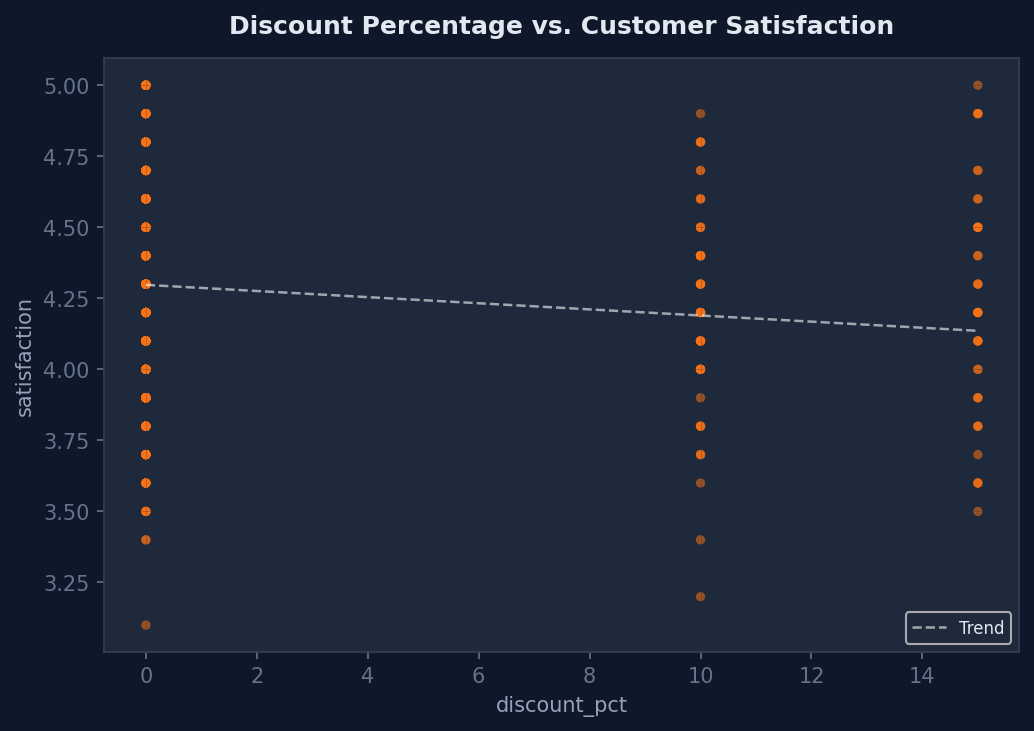 Discount Percentage vs. Customer Satisfaction
satisfaction
5.00
4.75
4.50
4.25
4.00
3.75
3.50
3.25
Trend
0 2 4 6 8 10 12 14
discount_pct